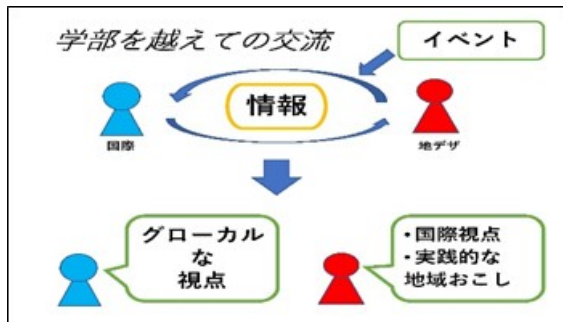 学部を越えての交流
イベント
情報
国際
地デザ
グローカル
な
視点
・国際視点
・実践的な
地域おこし